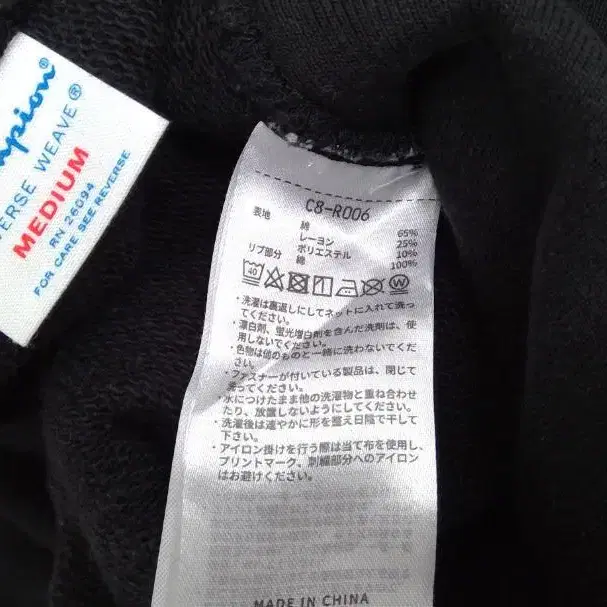 ampion®
ERSE WEAVE®
MEDIUM
RN 26094
FOR CARE SEE REVERSE
C8-R006
表地 綿 65%
レーヨン 25%
ポリエステル 10%
リブ部分 綿 100%
40
W
・洗濯は裏返しにしてネットに入れて洗っ
てください。
・漂白剤、蛍光増白剤を含んだ洗剤は、使
用しないでください。
・色物は他のものと一緒に洗わないでくだ
さい。
・ファスナーが付いている製品は、閉じて
洗ってください。
・水につけたまま他の洗濯物と重ね合わせ
たり、放置しないようにしてください。
・洗濯後は速やかに形を整え日陰で干して
下さい。
・アイロン掛けを行う際は当て布を使用し、
プリントマーク、刺繍部分へのアイロン
はお避けください。
MADE IN CHINA